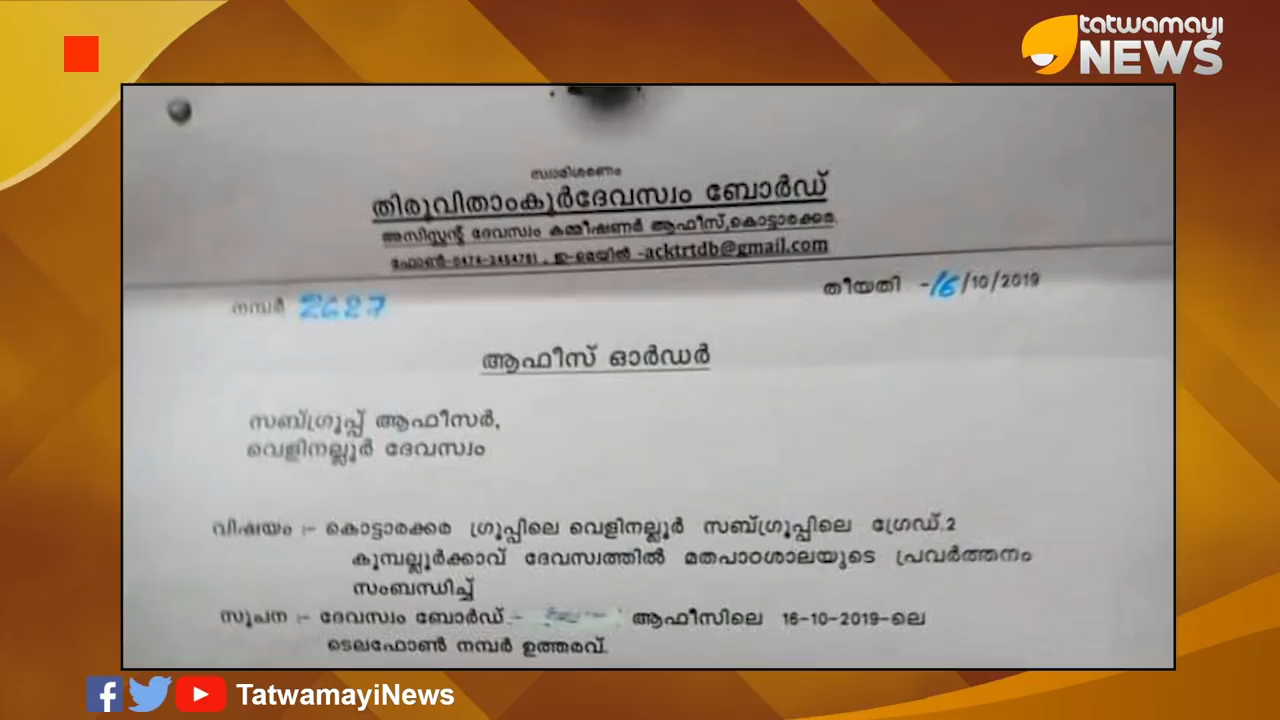 tatwamayi
NEWS
സ്വാമിശരണം
തിരുവിതാംകൂർദേവസ്വം ബോർഡ്
അസിസ്റ്റന്റ് ദേവസ്വം കമ്മീഷണർ ആഫീസ്,കൊട്ടാരക്കര.
ഫോൺ-0474-2454781 , ഇ-മെയിൽ -acktrtdb@gmail.com
നമ്പർ 2627
തീയതി -16/10/2019
ആഫീസ് ഓർഡർ
സബ്ഗ്രൂപ്പ് ആഫീസർ,
വെളിനല്ലൂർ ദേവസ്വം
വിഷയം :- കൊട്ടാരക്കര ഗ്രൂപ്പിലെ വെളിനല്ലൂർ സബ്ഗ്രൂപ്പിലെ ഗ്രേഡ്.2
കുമ്പല്ലൂർക്കാവ് ദേവസ്വത്തിൽ മതപാഠശാലയുടെ പ്രവർത്തനം
സംബന്ധിച്ച്
സൂചന :- ദേവസ്വം ബോർഡ്.- ആഫീസിലെ 16-10-2019-ലെ
ടെലഫോൺ നമ്പർ ഉത്തരവ്.
TatwamayiNews